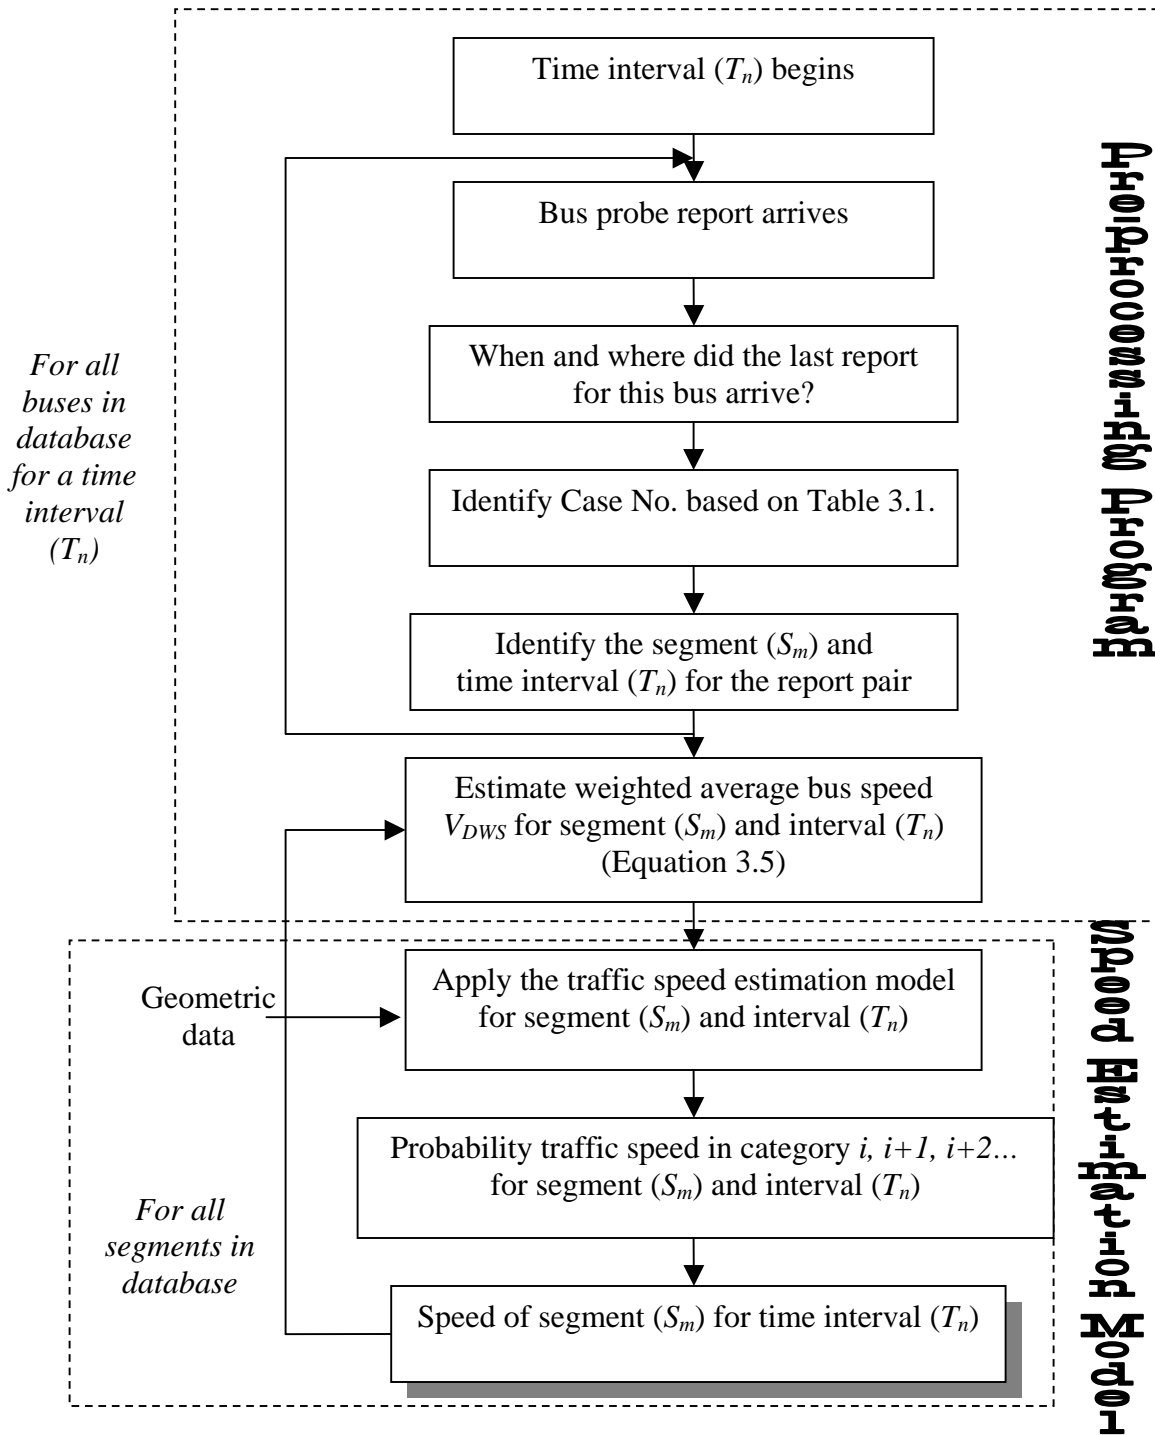 Time interval (Tn) begins
Bus probe report arrives
When and where did the last report
for this bus arrive?
Identify Case No. based on Table 3.1.
Identify the segment (Sm) and
time interval (Tn) for the report pair
Estimate weighted average bus speed
VDWS for segment (Sm) and interval (Tn)
(Equation 3.5)
Apply the traffic speed estimation model
for segment (Sm) and interval (Tn)
Probability traffic speed in category i, i+1, i+2...
for segment (Sm) and interval (Tn)
Speed of segment (Sm) for time interval (Tn)
For all
buses in
database
for a time
interval
(Tn)
Geometric
data
For all
segments in
database
Preprocessing Program
Speed Estimation Model